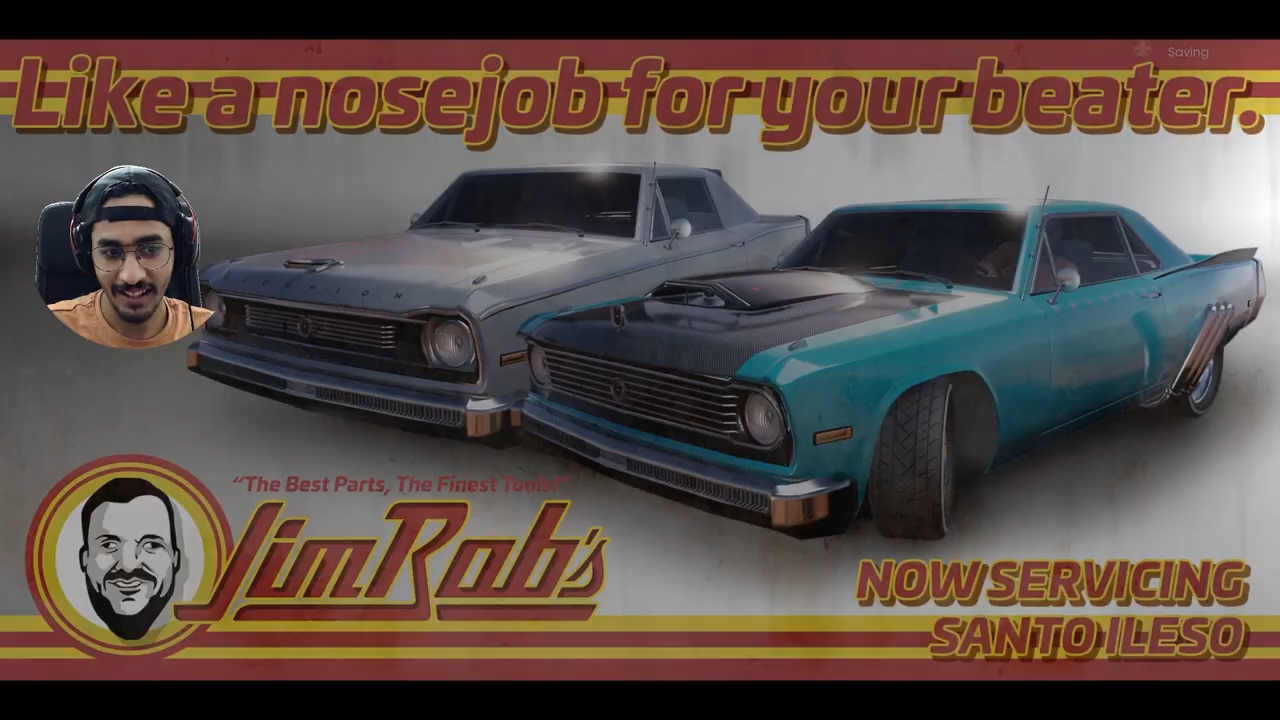 Saving
Like a nosejob for your beater.
"The Best Parts, The Finest Tools!"
JimRob's
NOW SERVICING
SANTO ILESO